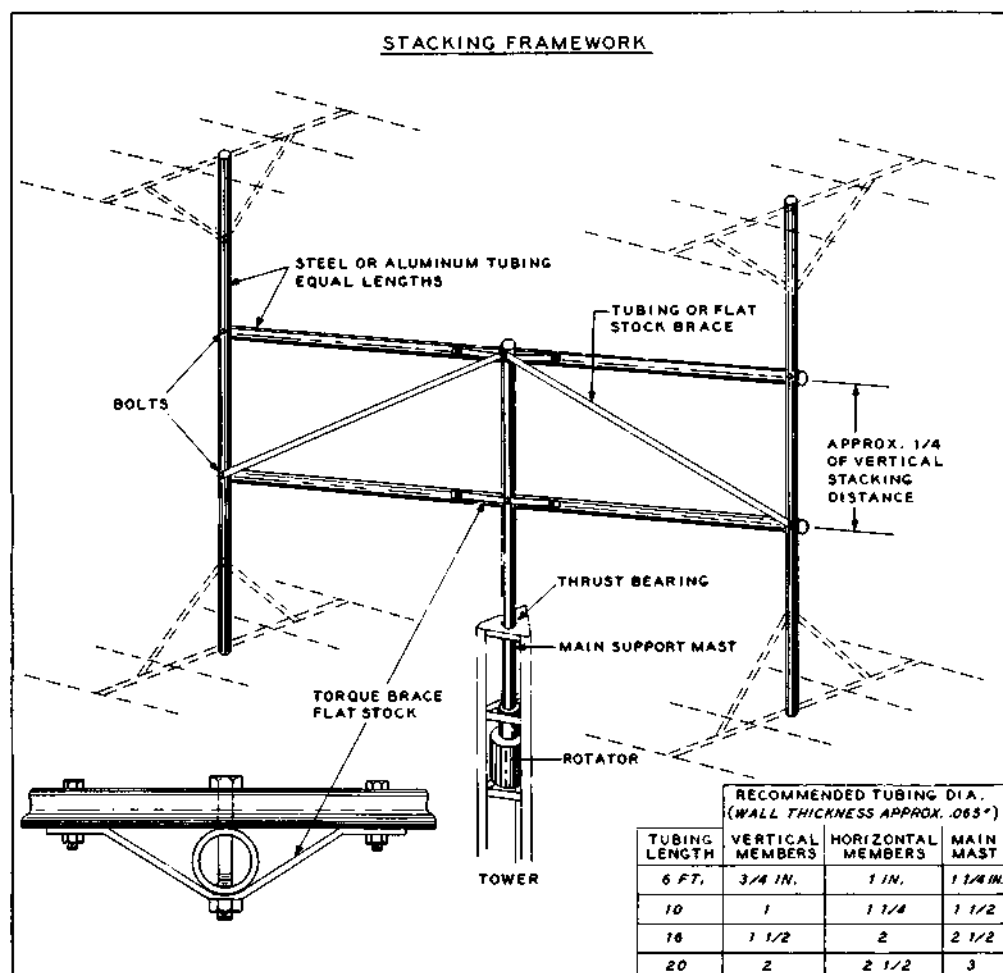 STACKING FRAMEWORK
STEEL OR ALUMINUM TUBING
EQUAL LENGTHS
TUBING OR FLAT
STOCK BRACE
BOLTS
APPROX. 1/4
OF VERTICAL
STACKING
DISTANCE
THRUST BEARING
MAIN SUPPORT MAST
TORQUE BRACE
FLAT STOCK
ROTATOR
TOWER
RECOMMENDED TUBING DIA.
(WALL THICKNESS APPROX. .065")
TUBING LENGTH VERTICAL MEMBERS HORIZONTAL MEMBERS MAIN MAST
6 FT. 3/4 IN. 1 IN. 1 1/4 IN.
10 1 1 1/4 1 1/2
16 1 1/2 2 2 1/2
20 2 2 1/2 3